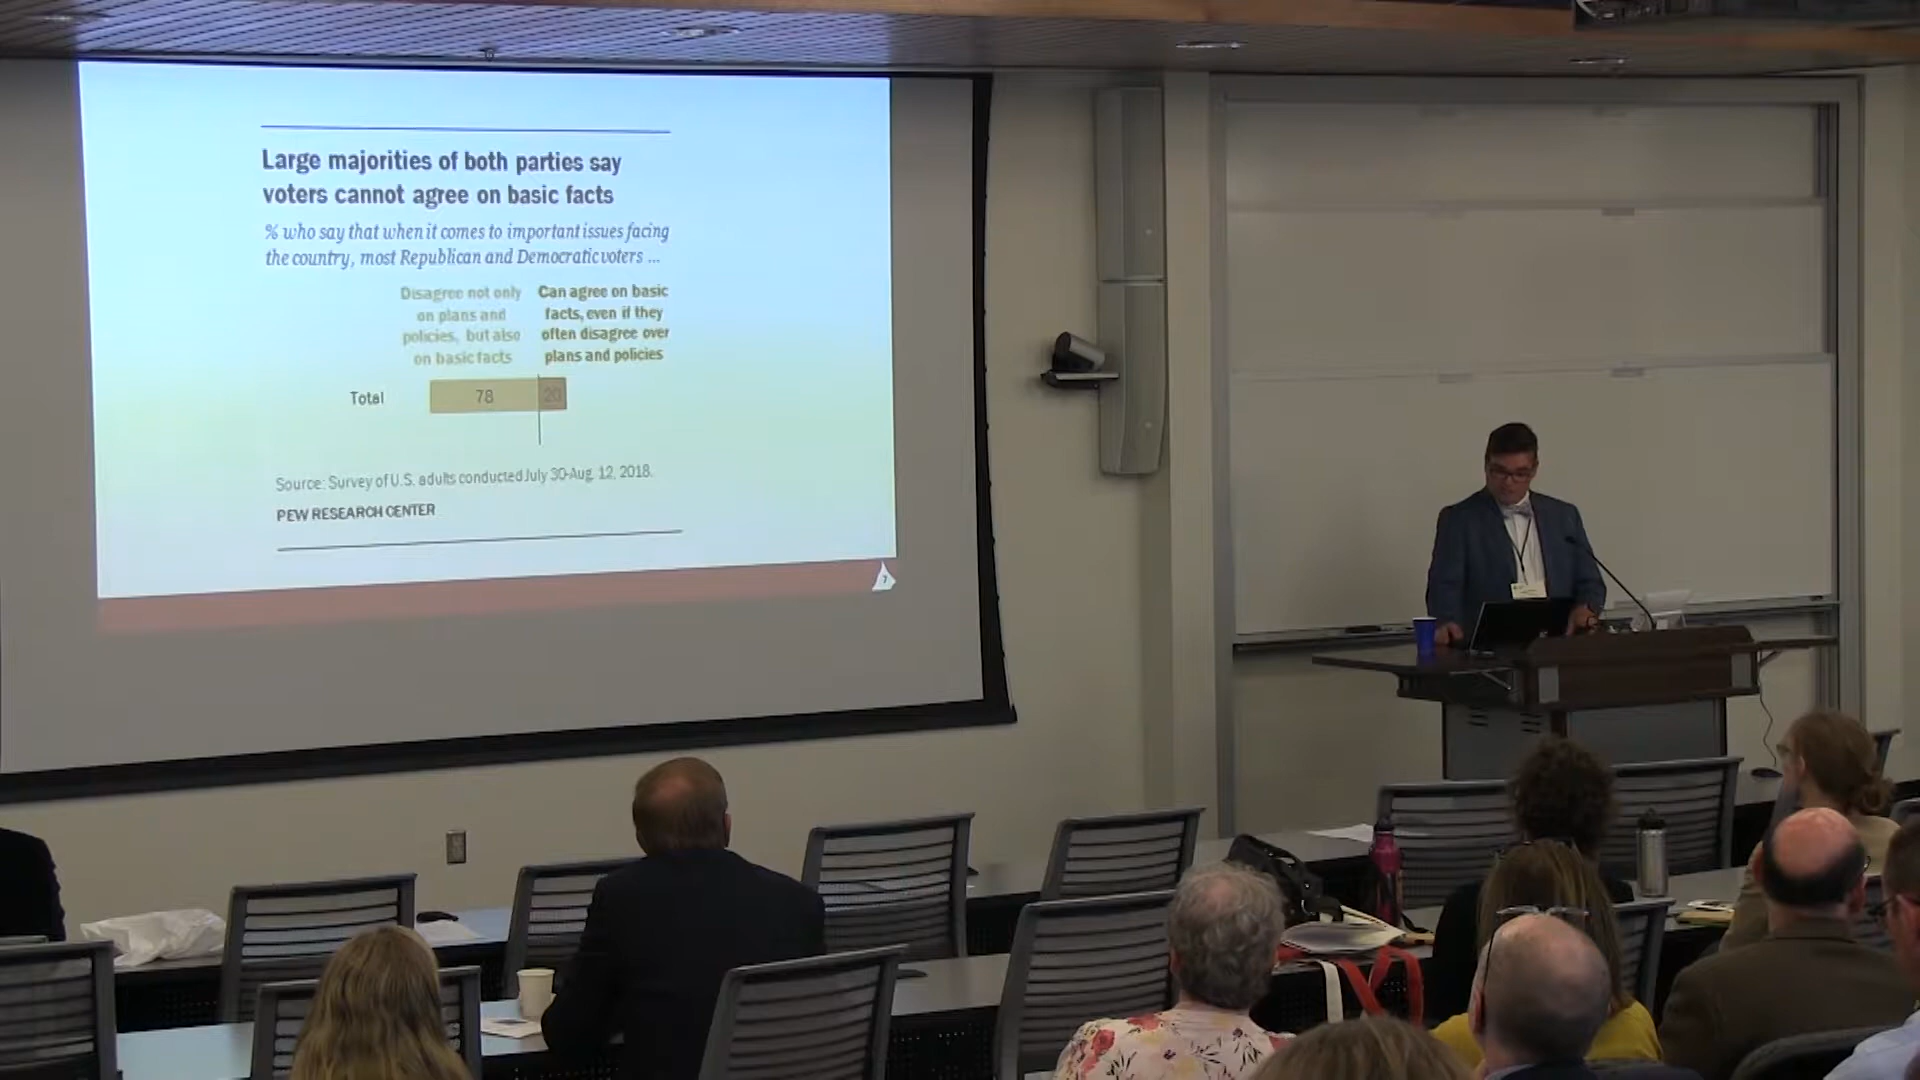 Large majorities of both parties say
voters cannot agree on basic facts
% who say that when it comes to important issues facing
the country, most Republican and Democratic voters ...
Disagree not only
on plans and
policies, but also
on basic facts
Can agree on basic
facts, even if they
often disagree over
plans and policies
Total 78 20
Source: Survey of U.S. adults conducted July 30-Aug. 12, 2018.
PEW RESEARCH CENTER
7